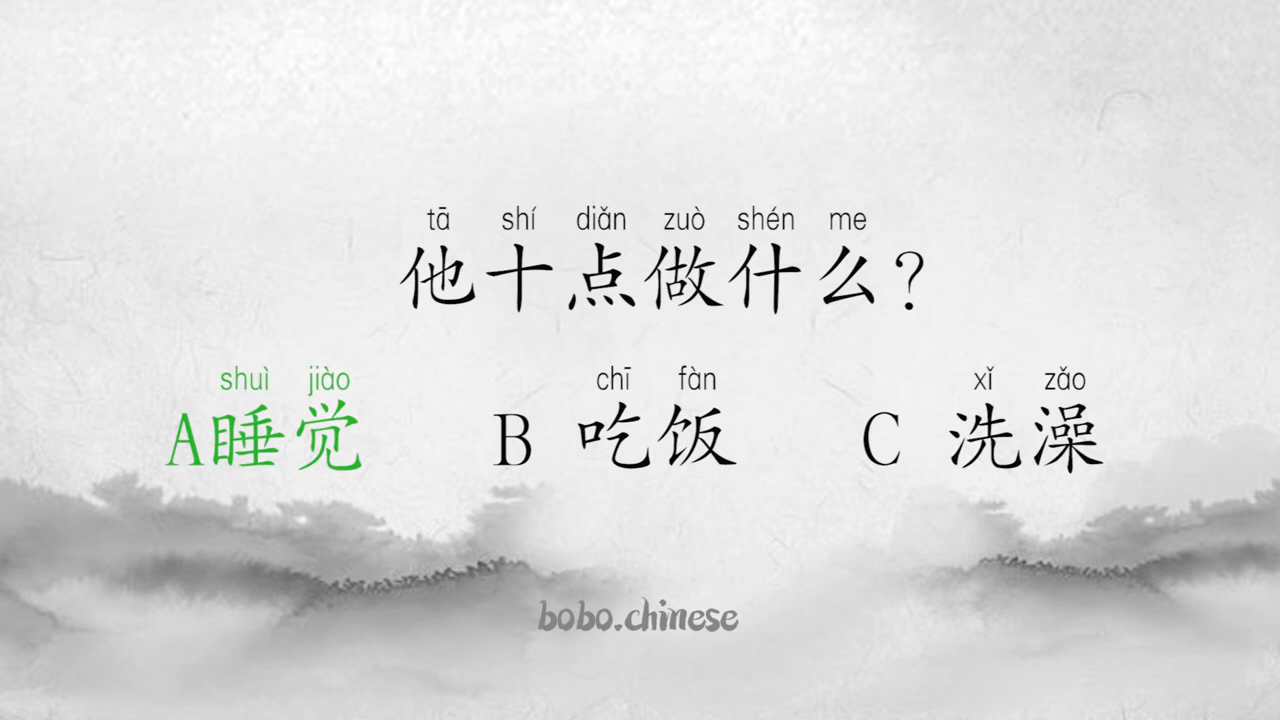 tā shí diǎn zuò shén me
他十点做什么?
shuì jiào chī fàn xǐ zǎo
A睡觉 B 吃饭 C 洗澡
bobo.chinese